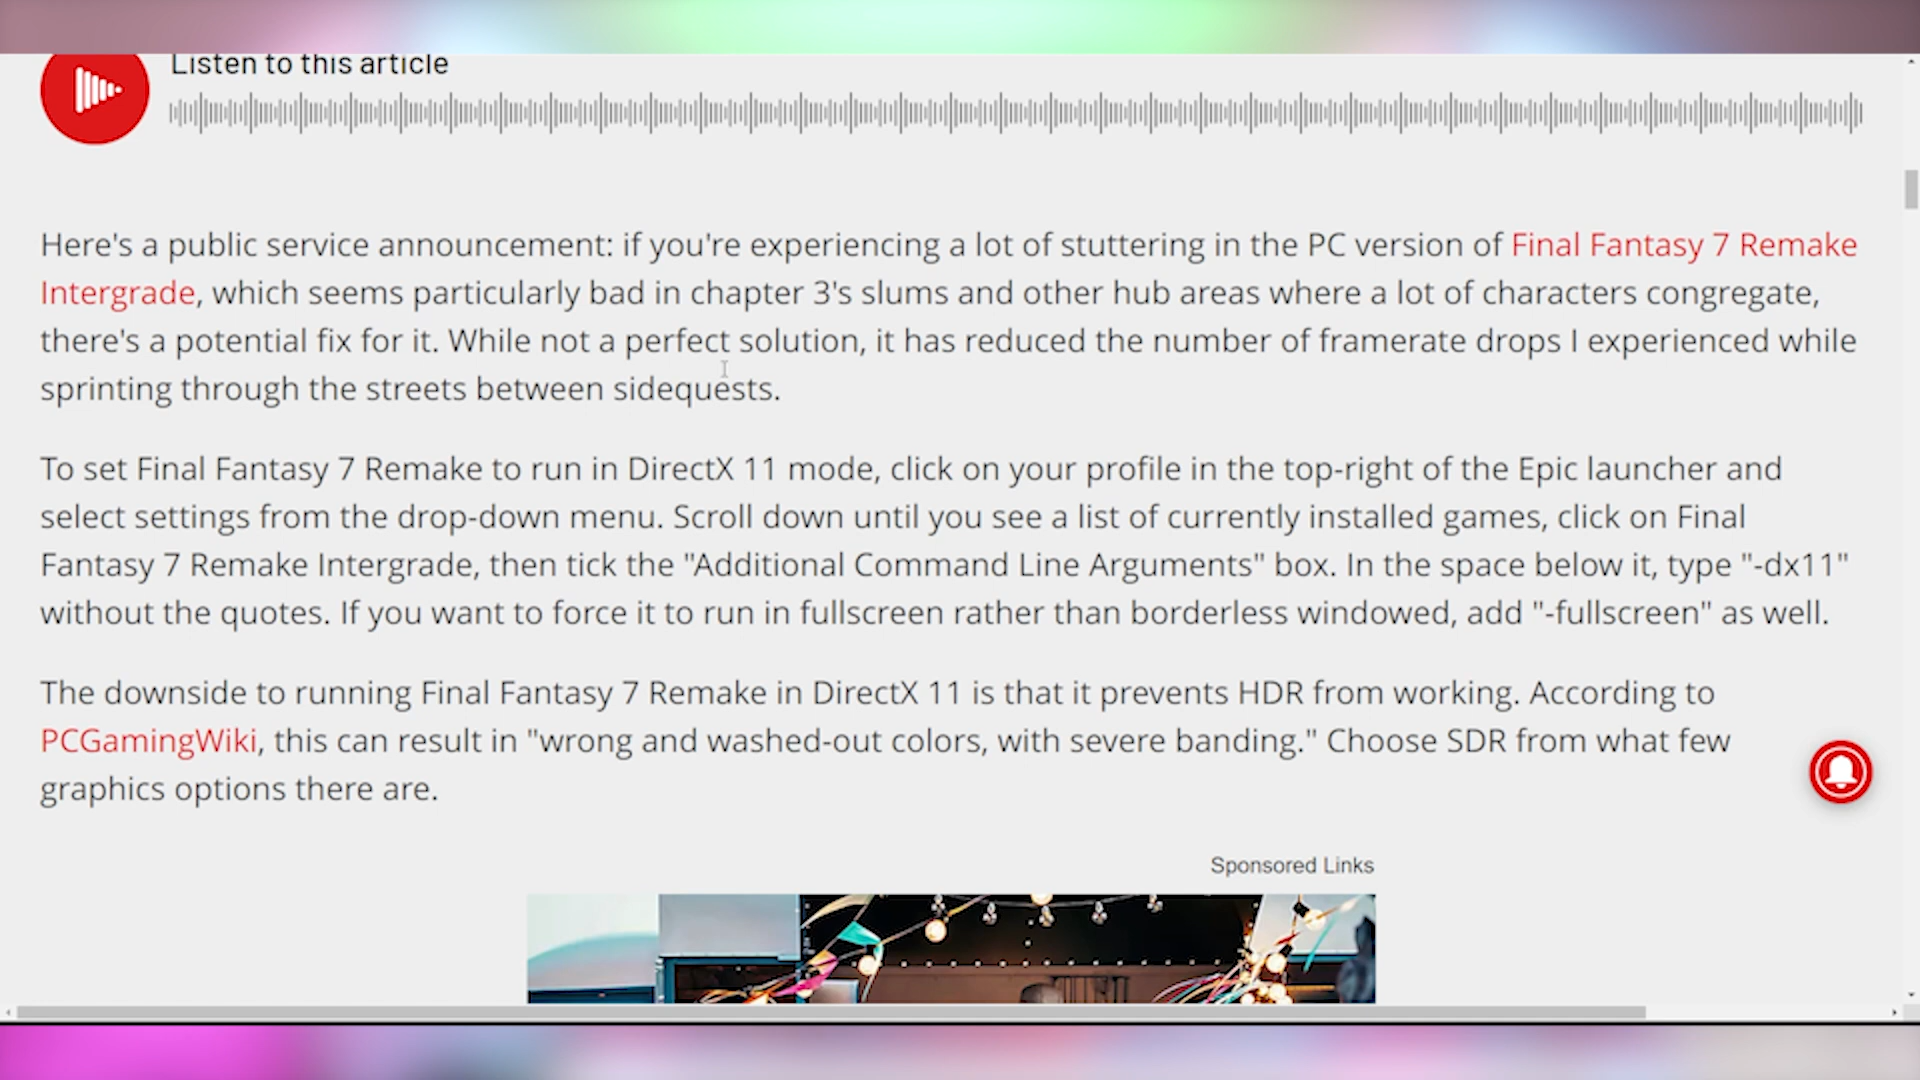 Listen to this article
Here's a public service announcement: if you're experiencing a lot of stuttering in the PC version of Final Fantasy 7 Remake
Intergrade, which seems particularly bad in chapter 3's slums and other hub areas where a lot of characters congregate,
there's a potential fix for it. While not a perfect solution, it has reduced the number of framerate drops I experienced while
sprinting through the streets between sidequests.
To set Final Fantasy 7 Remake to run in DirectX 11 mode, click on your profile in the top-right of the Epic launcher and
select settings from the drop-down menu. Scroll down until you see a list of currently installed games, click on Final
Fantasy 7 Remake Intergrade, then tick the "Additional Command Line Arguments" box. In the space below it, type "-dx11"
without the quotes. If you want to force it to run in fullscreen rather than borderless windowed, add "-fullscreen" as well.
The downside to running Final Fantasy 7 Remake in DirectX 11 is that it prevents HDR from working. According to
PCGamingWiki, this can result in "wrong and washed-out colors, with severe banding." Choose SDR from what few
graphics options there are.
Sponsored Links